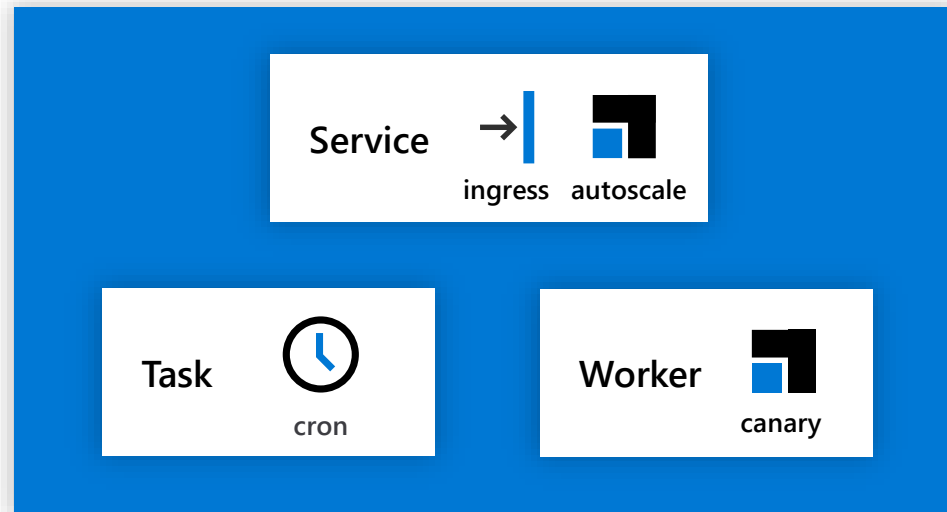 Service
ingress autoscale
Task
cron
Worker
canary